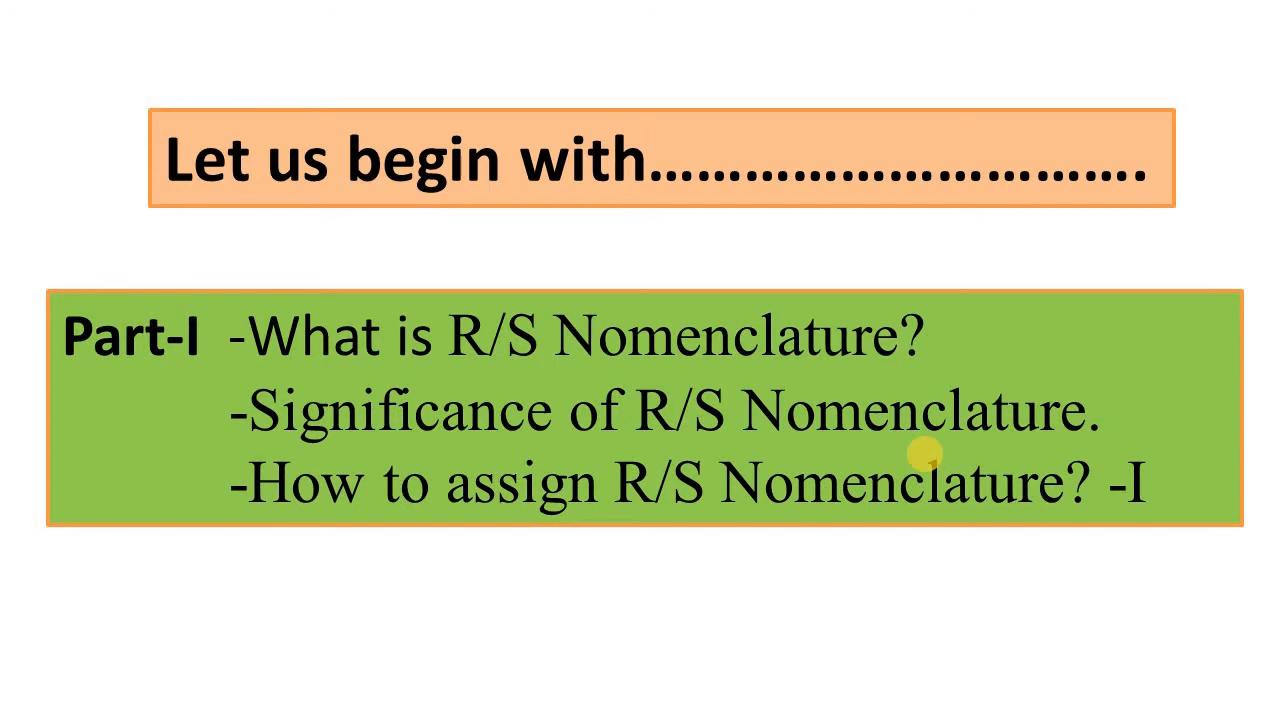 Let us begin with………………………….
Part-I -What is R/S Nomenclature?
-Significance of R/S Nomenclature.
-How to assign R/S Nomenclature? -I